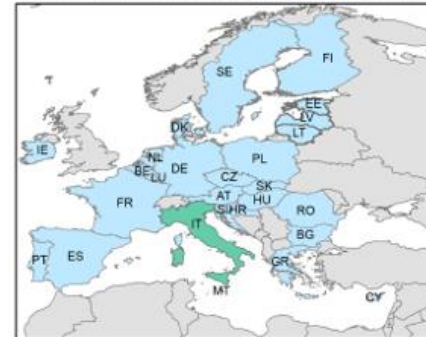 SE
FI
EE
LV
LT
DK
IE
NL
BE
LU
DE
PL
CZ
SK
AT
HU
FR
SI
HR
RO
IT
BG
PT
ES
GR
MT
CY